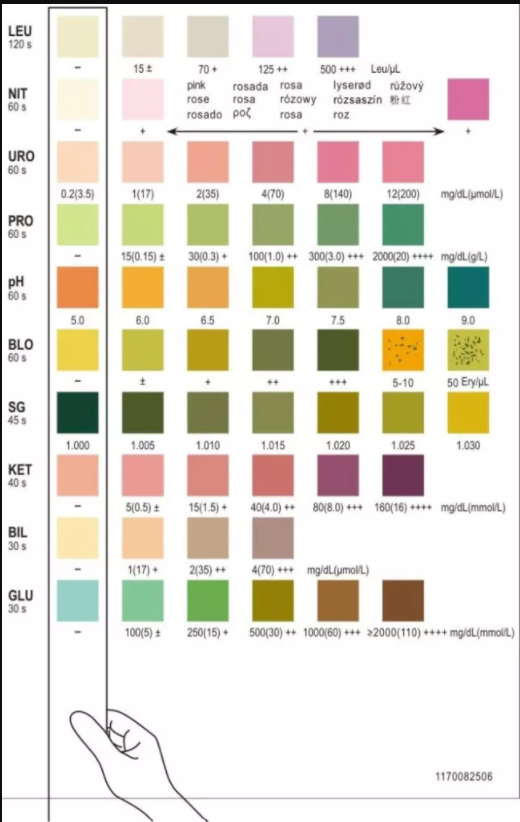 LEU
120 s
– 15 ± 70 + 125 ++ 500 +++ Leu/µL
NIT
60 s
pink rosada rosa lyserød růžový
rose rosa rózowy rózsaszín 粉紅
rosado ροζ rosa roz
– + + +
URO
60 s
0.2(3.5) 1(17) 2(35) 4(70) 8(140) 12(200) mg/dL(µmol/L)
PRO
60 s
– 15(0.15) ± 30(0.3) + 100(1.0) ++ 300(3.0) +++ 2000(20) ++++ mg/dL(g/L)
pH
60 s
5.0 6.0 6.5 7.0 7.5 8.0 9.0
BLO
60 s
– ± + ++ +++ 5-10 50 Ery/µL
SG
45 s
1.000 1.005 1.010 1.015 1.020 1.025 1.030
KET
40 s
– 5(0.5) ± 15(1.5) + 40(4.0) ++ 80(8.0) +++ 160(16) ++++ mg/dL(mmol/L)
BIL
30 s
– 1(17) + 2(35) ++ 4(70) +++ mg/dL(µmol/L)
GLU
30 s
– 100(5) ± 250(15) + 500(30) ++ 1000(60) +++ ≥2000(110) ++++ mg/dL(mmol/L)
1170082506